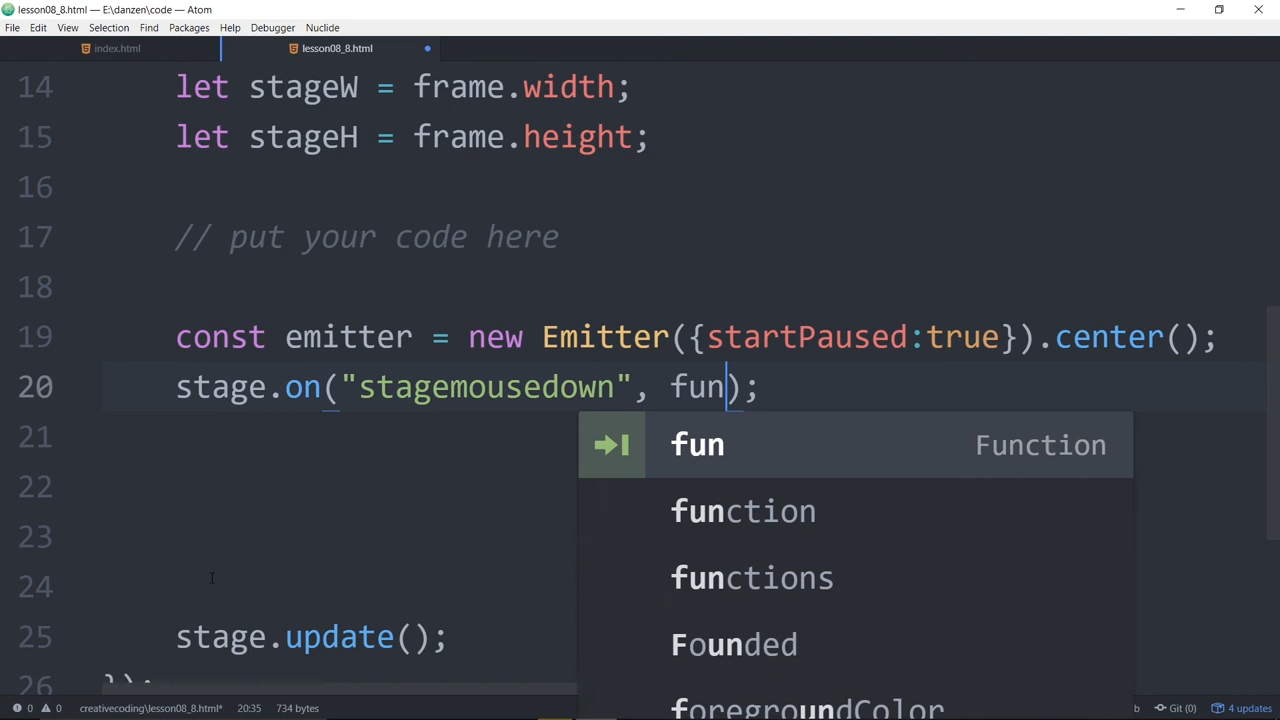 lesson08_8.html — E:\danzen\code — Atom
File Edit View Selection Find Packages Help Debugger Nuclide
index.html lesson08_8.html
14 let stageW = frame.width;
15 let stageH = frame.height;
16
17 // put your code here
18
19 const emitter = new Emitter({startPaused:true}).center();
20 stage.on("stagemousedown", fun);
21
fun Function
22
function
23
functions
24
25 stage.update();
Founded
26 });
foregroundColor
0 0 creativecoding\lesson08_8.html* 20:35 734 bytes b Git (0) 4 updates